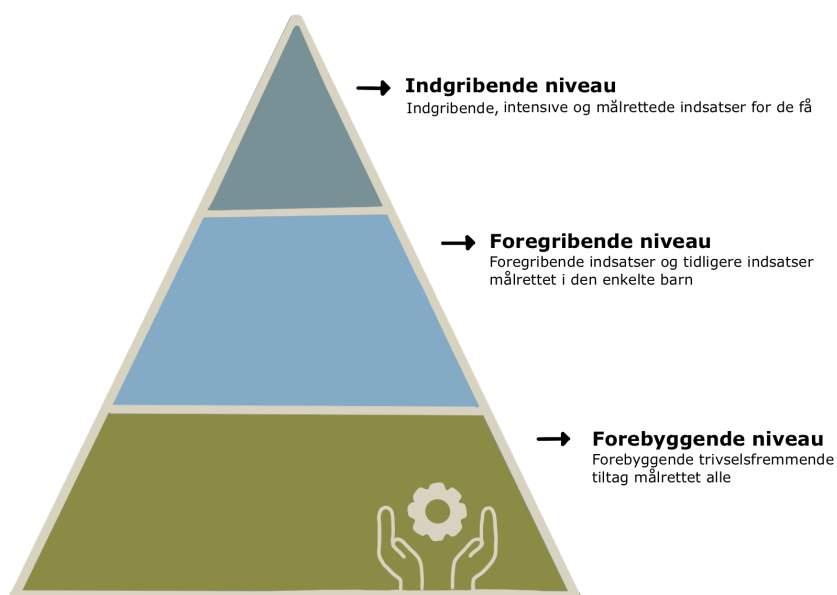 Indgribende niveau
Indgribende, intensive og målrettede indsatser for de få
Foregribende niveau
Foregribende indsatser og tidligere indsatser
målrettet i den enkelte barn
Forebyggende niveau
Forebyggende trivselsfremmende
tiltag målrettet alle